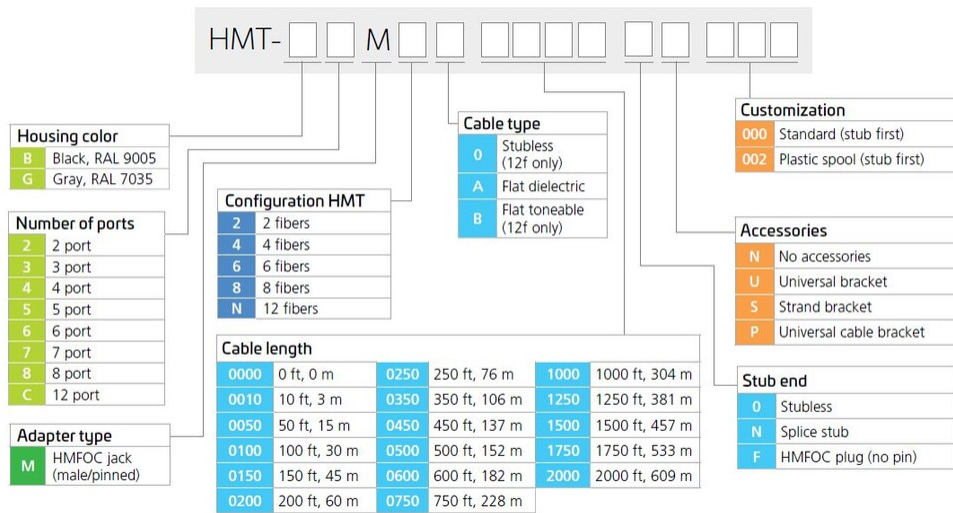 HMT- M
Housing color
B Black, RAL 9005
G Gray, RAL 7035
Number of ports
2 2 port
3 3 port
4 4 port
5 5 port
6 6 port
7 7 port
8 8 port
C 12 port
Adapter type
M HMFOC jack
(male/pinned)
Configuration HMT
2 2 fibers
4 4 fibers
6 6 fibers
8 8 fibers
N 12 fibers
Cable type
0 Stubless
(12f only)
A Flat dielectric
B Flat toneable
(12f only)
Cable length
0000 0 ft, 0 m 0250 250 ft, 76 m 1000 1000 ft, 304 m
0010 10 ft, 3 m 0350 350 ft, 106 m 1250 1250 ft, 381 m
0050 50 ft, 15 m 0450 450 ft, 137 m 1500 1500 ft, 457 m
0100 100 ft, 30 m 0500 500 ft, 152 m 1750 1750 ft, 533 m
0150 150 ft, 45 m 0600 600 ft, 182 m 2000 2000 ft, 609 m
0200 200 ft, 60 m 0750 750 ft, 228 m
Customization
000 Standard (stub first)
002 Plastic spool (stub first)
Accessories
N No accessories
U Universal bracket
S Strand bracket
P Universal cable bracket
Stub end
0 Stubless
N Splice stub
F HMFOC plug (no pin)